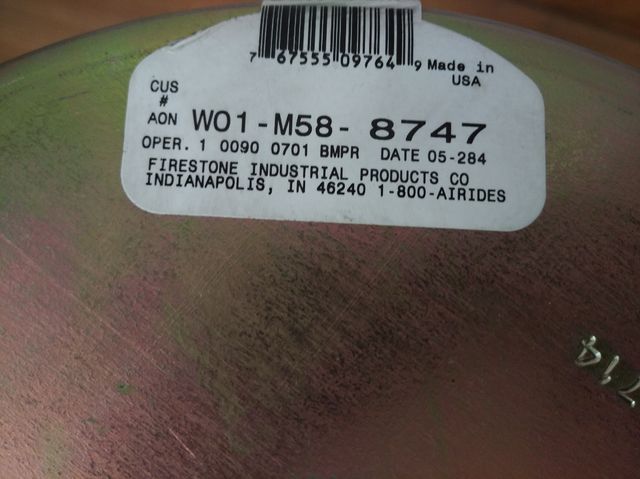 7 67555 09764 9 Made in
USA
CUS
#
AON W01-M58- 8747
OPER. 1 0090 0701 BMPR DATE 05-284
FIRESTONE INDUSTRIAL PRODUCTS CO
INDIANAPOLIS, IN 46240 1-800-AIRIDES
714